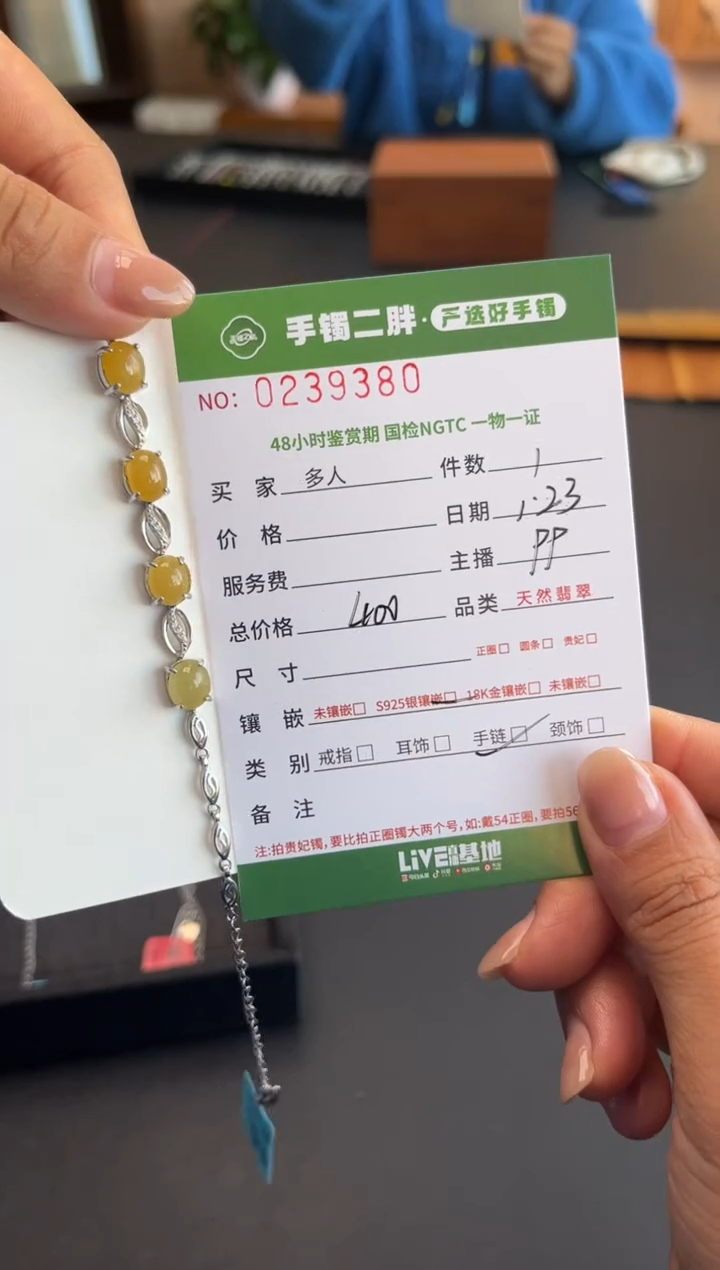 手镯二胖·严选好手镯
NO: 0239380
48小时鉴赏期 国检NGTC 一物一证
买 家 多人 件数 1
价 格 日期 1.23
服务费 主播 PP
总价格 400 品类 天然翡翠
尺 寸 正圈□ 圆条□ 贵妃□
镶 嵌 未镶嵌□ S925银镶嵌□ 18K金镶嵌□ 未镶嵌□
类 别 戒指□ 耳饰□ 手链□ 颈饰□
备 注
注:拍贵妃镯,要比拍正圈镯大两个号,如:戴54正圈,要拍56
LiVE 基地